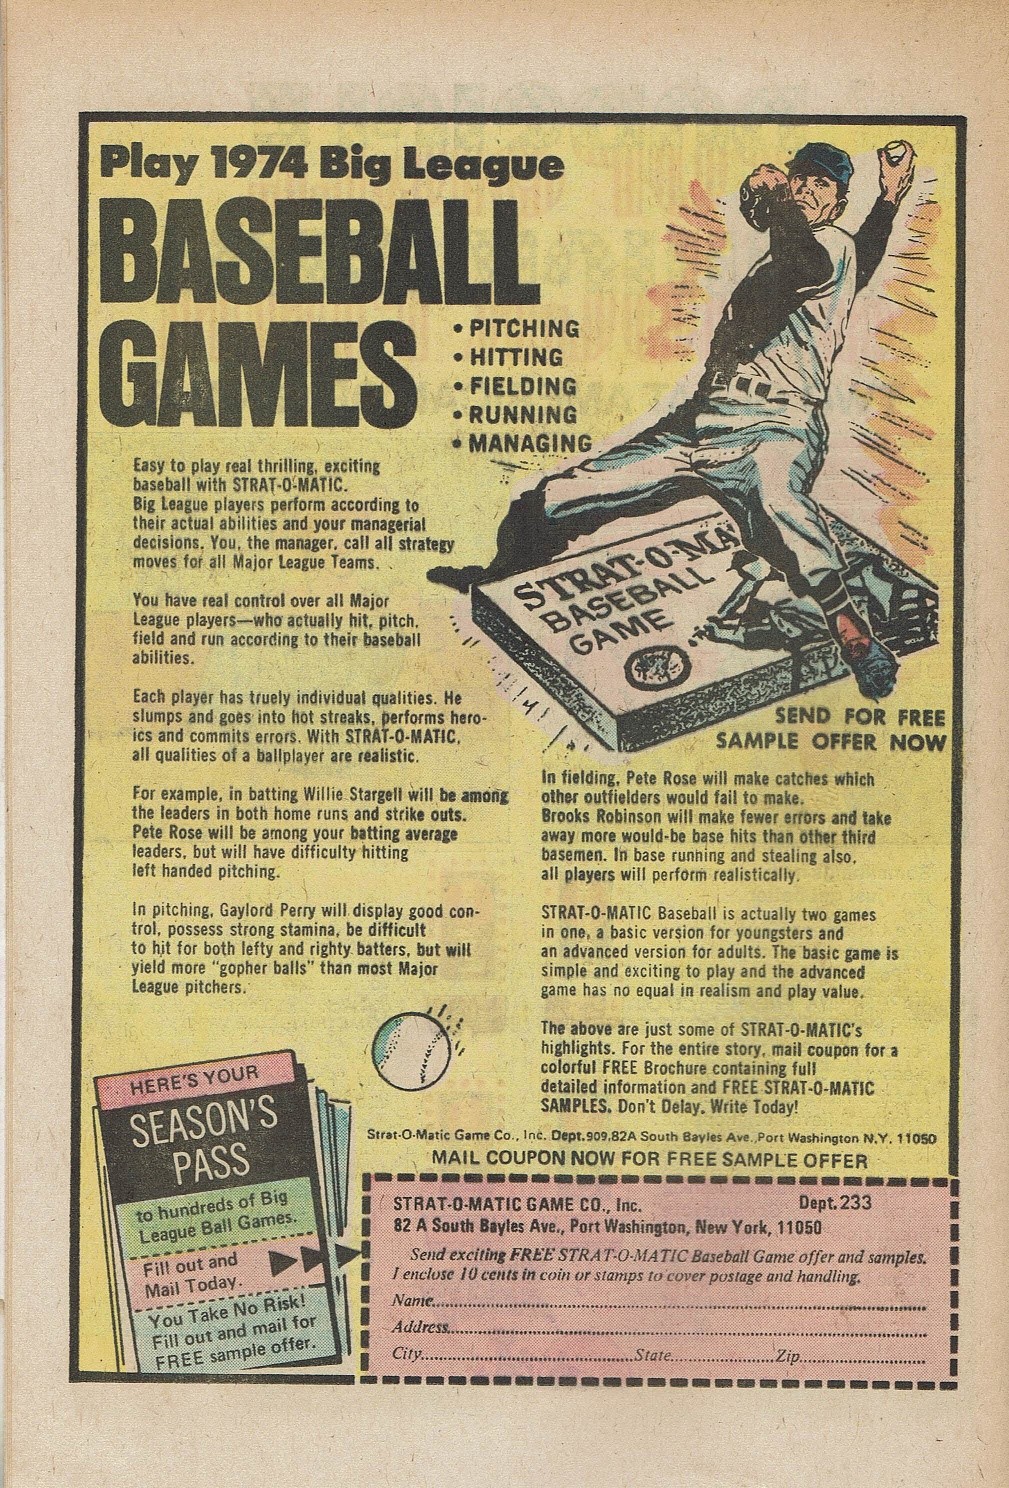 Play 1974 Big League
BASEBALL
GAMES
• PITCHING
• HITTING
• FIELDING
• RUNNING
• MANAGING
Easy to play real thrilling, exciting
baseball with STRAT-O-MATIC.
Big League players perform according to
their actual abilities and your managerial
decisions. You, the manager, call all strategy
moves for all Major League Teams.
You have real control over all Major
League players—who actually hit, pitch,
field and run according to their baseball
abilities.
Each player has truely individual qualities. He
slumps and goes into hot streaks, performs hero-
ics and commits errors. With STRAT-O-MATIC,
all qualities of a ballplayer are realistic.
For example, in batting Willie Stargell will be among
the leaders in both home runs and strike outs.
Pete Rose will be among your batting average
leaders, but will have difficulty hitting
left handed pitching.
In pitching, Gaylord Perry will display good con-
trol, possess strong stamina, be difficult
to hit for both lefty and righty batters, but will
yield more "gopher balls" than most Major
League pitchers.
STRAT-O-MA
BASEBALL
GAME
SEND FOR FREE
SAMPLE OFFER NOW
In fielding, Pete Rose will make catches which
other outfielders would fail to make.
Brooks Robinson will make fewer errors and take
away more would-be base hits than other third
basemen. In base running and stealing also,
all players will perform realistically.
STRAT-O-MATIC Baseball is actually two games
in one, a basic version for youngsters and
an advanced version for adults. The basic game is
simple and exciting to play and the advanced
game has no equal in realism and play value.
The above are just some of STRAT-O-MATIC's
highlights. For the entire story, mail coupon for a
colorful FREE Brochure containing full
detailed information and FREE STRAT-O-MATIC
SAMPLES. Don't Delay. Write Today!
Strat-O-Matic Game Co., Inc. Dept.909,82A South Bayles Ave.,Port Washington N.Y. 11050
MAIL COUPON NOW FOR FREE SAMPLE OFFER
HERE'S YOUR
SEASON'S
PASS
to hundreds of Big
League Ball Games.
Fill out and
Mail Today.
You Take No Risk!
Fill out and mail for
FREE sample offer.
STRAT-O-MATIC GAME CO., Inc. Dept.233
82 A South Bayles Ave., Port Washington, New York, 11050
Send exciting FREE STRAT-O-MATIC Baseball Game offer and samples.
I enclose 10 cents in coin or stamps to cover postage and handling.
Name
Address
City State Zip